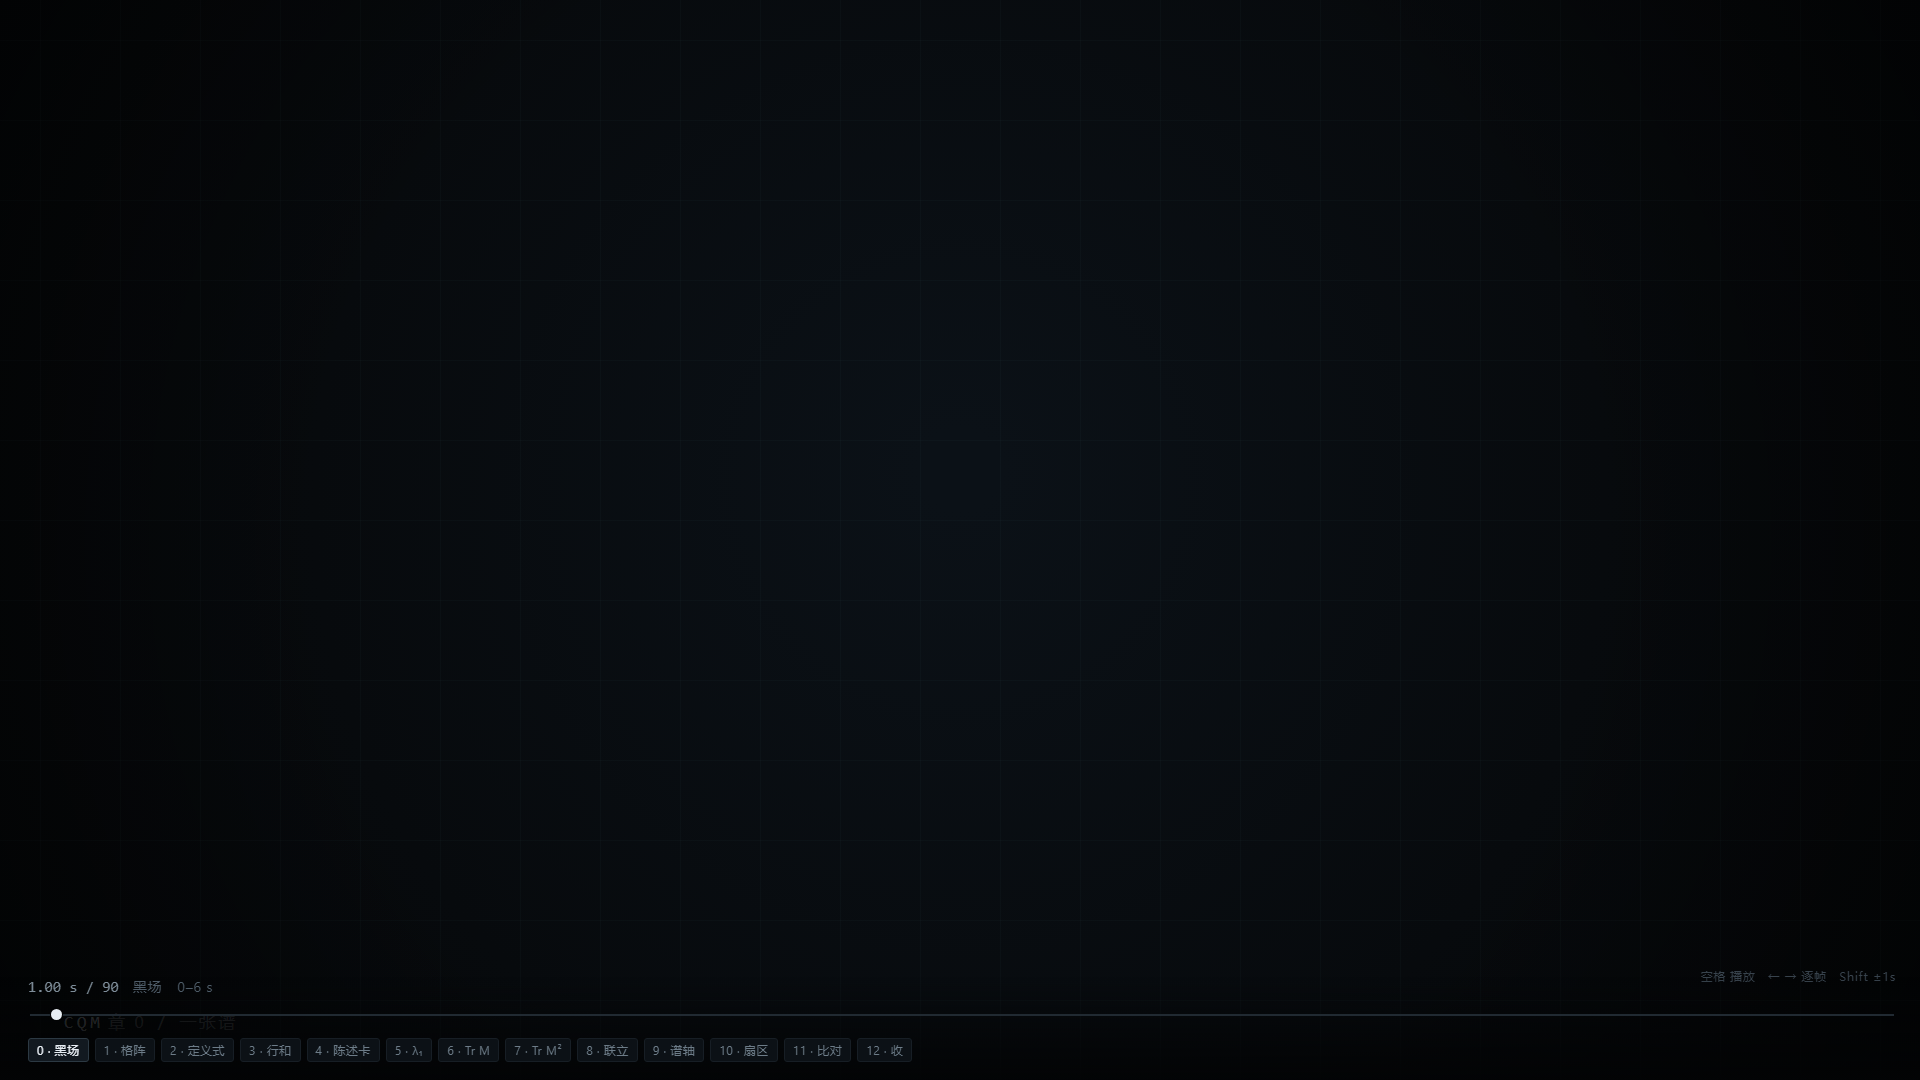 空格 播放 ← → 逐帧 Shift ±1s
1.00 s / 90 黑场 0–6 s
CQM 章 0 / 一张谱
0 · 黑场 1 · 格阵 2 · 定义式 3 · 行和 4 · 陈述卡 5 · λ₁ 6 · Tr M 7 · Tr M² 8 · 联立 9 · 谱轴 10 · 扇区 11 · 比对 12 · 收